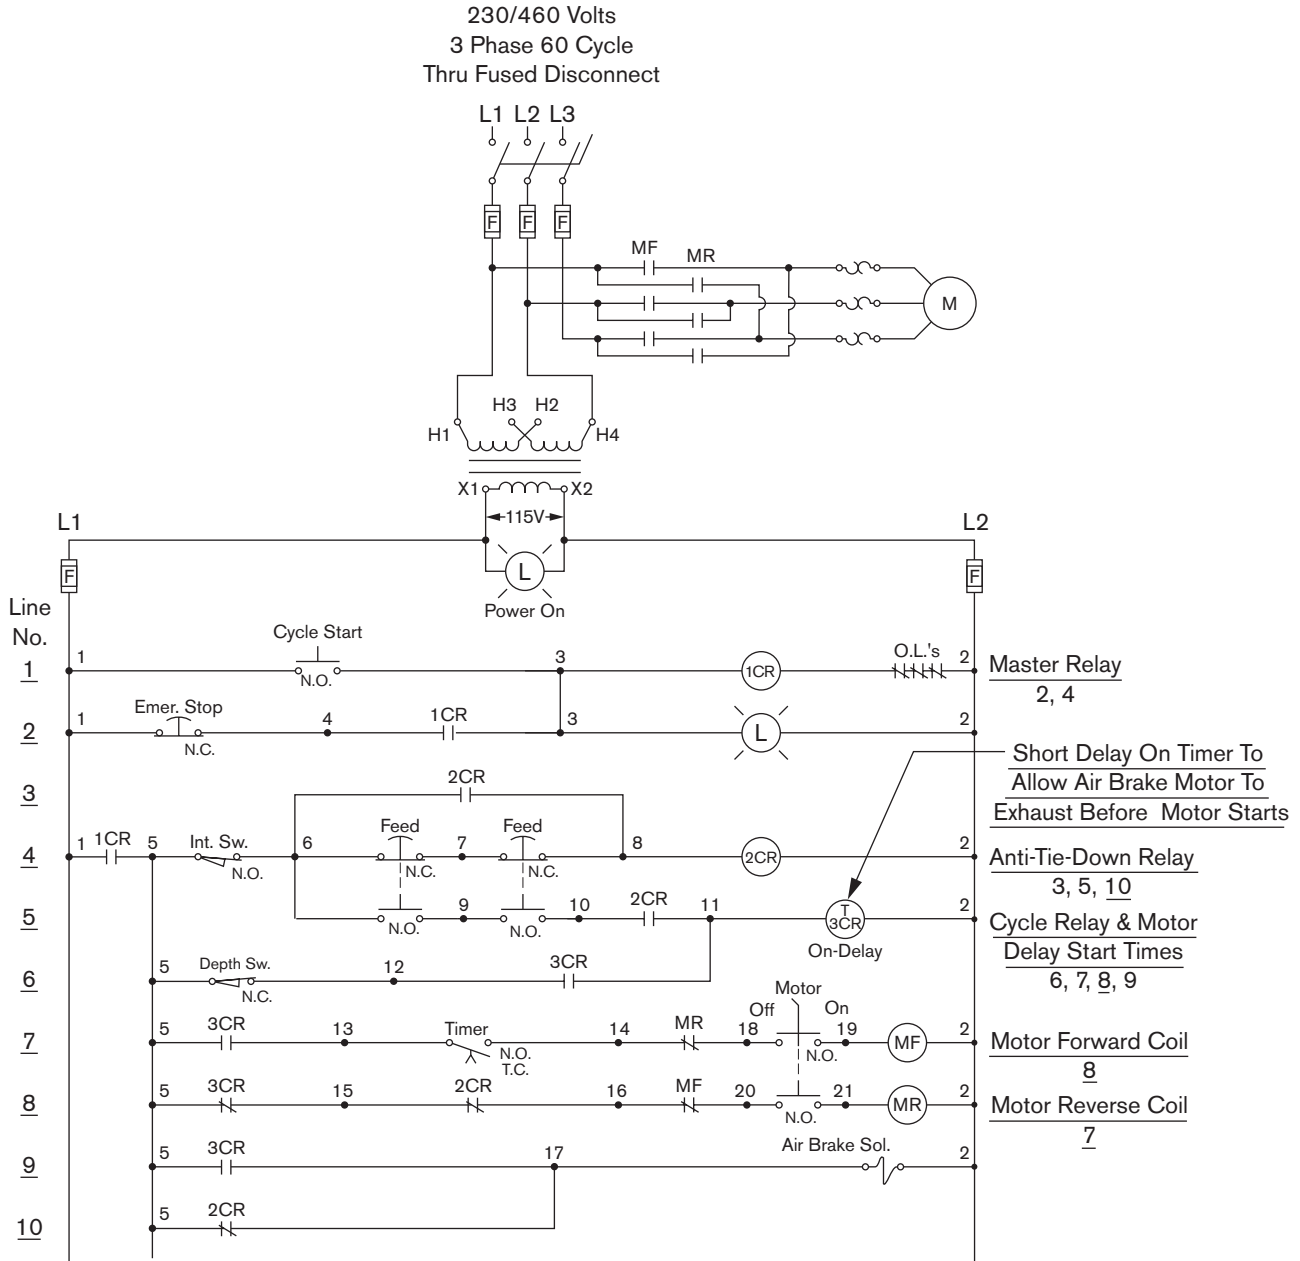 230/460 Volts
3 Phase 60 Cycle
Thru Fused Disconnect
L1 L2 L3
F F F
MF
MR
M
H3 H2
H1 H4
X1 X2
115V
L1 L2
F L F
Power On
Line
No.
Cycle Start
1 1 N.O. 3 1CR O.L.'s 2 Master Relay
2, 4
Emer. Stop
2 1 N.C. 4 1CR 3 L 2
Short Delay On Timer To
Allow Air Brake Motor To
Exhaust Before Motor Starts
3 2CR
4 1 1CR 5 Int. Sw. N.O. 6 Feed N.C. 7 Feed N.C. 8 2CR 2 Anti-Tie-Down Relay
3, 5, 10
5 N.O. 9 N.O. 10 2CR 11 T 3CR 2 Cycle Relay & Motor
On-Delay Delay Start Times
6, 7, 8, 9
6 5 Depth Sw. N.C. 12 3CR
Motor
Off On
7 5 3CR 13 Timer N.O. T.C. 14 MR 18 N.O. 19 MF 2 Motor Forward Coil
8
8 5 3CR 15 2CR 16 MF 20 N.O. 21 MR 2 Motor Reverse Coil
7
9 5 3CR 17 Air Brake Sol. 2
10 5 2CR